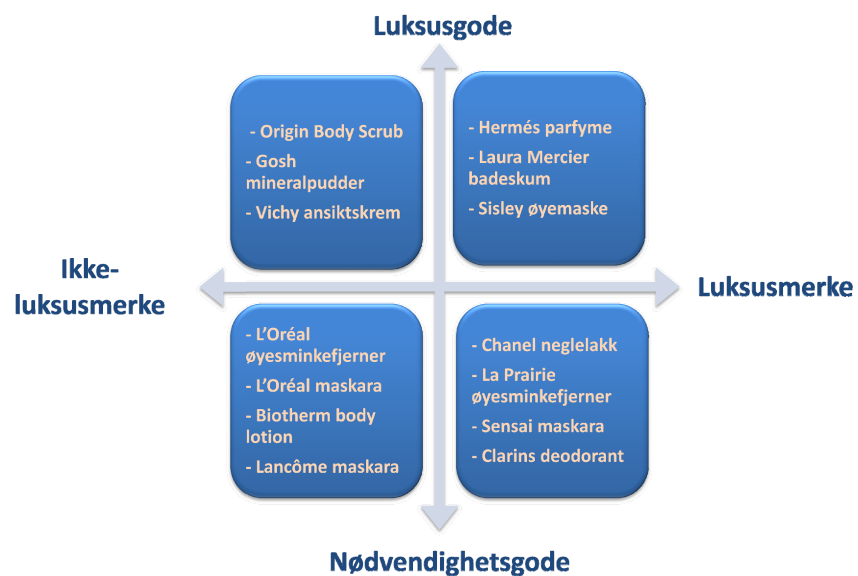 Luksusgode
- Origin Body Scrub
- Gosh
mineralpudder
- Vichy ansiktskrem
- Hermés parfyme
- Laura Mercier
badeskum
- Sisley øyemaske
Ikke-
luksusmerke
Luksusmerke
- L’Oréal
øyesminkefjerner
- L’Oréal maskara
- Biotherm body
lotion
- Lancôme maskara
- Chanel neglelakk
- La Prairie
øyesminkefjerner
- Sensai maskara
- Clarins deodorant
Nødvendighetsgode